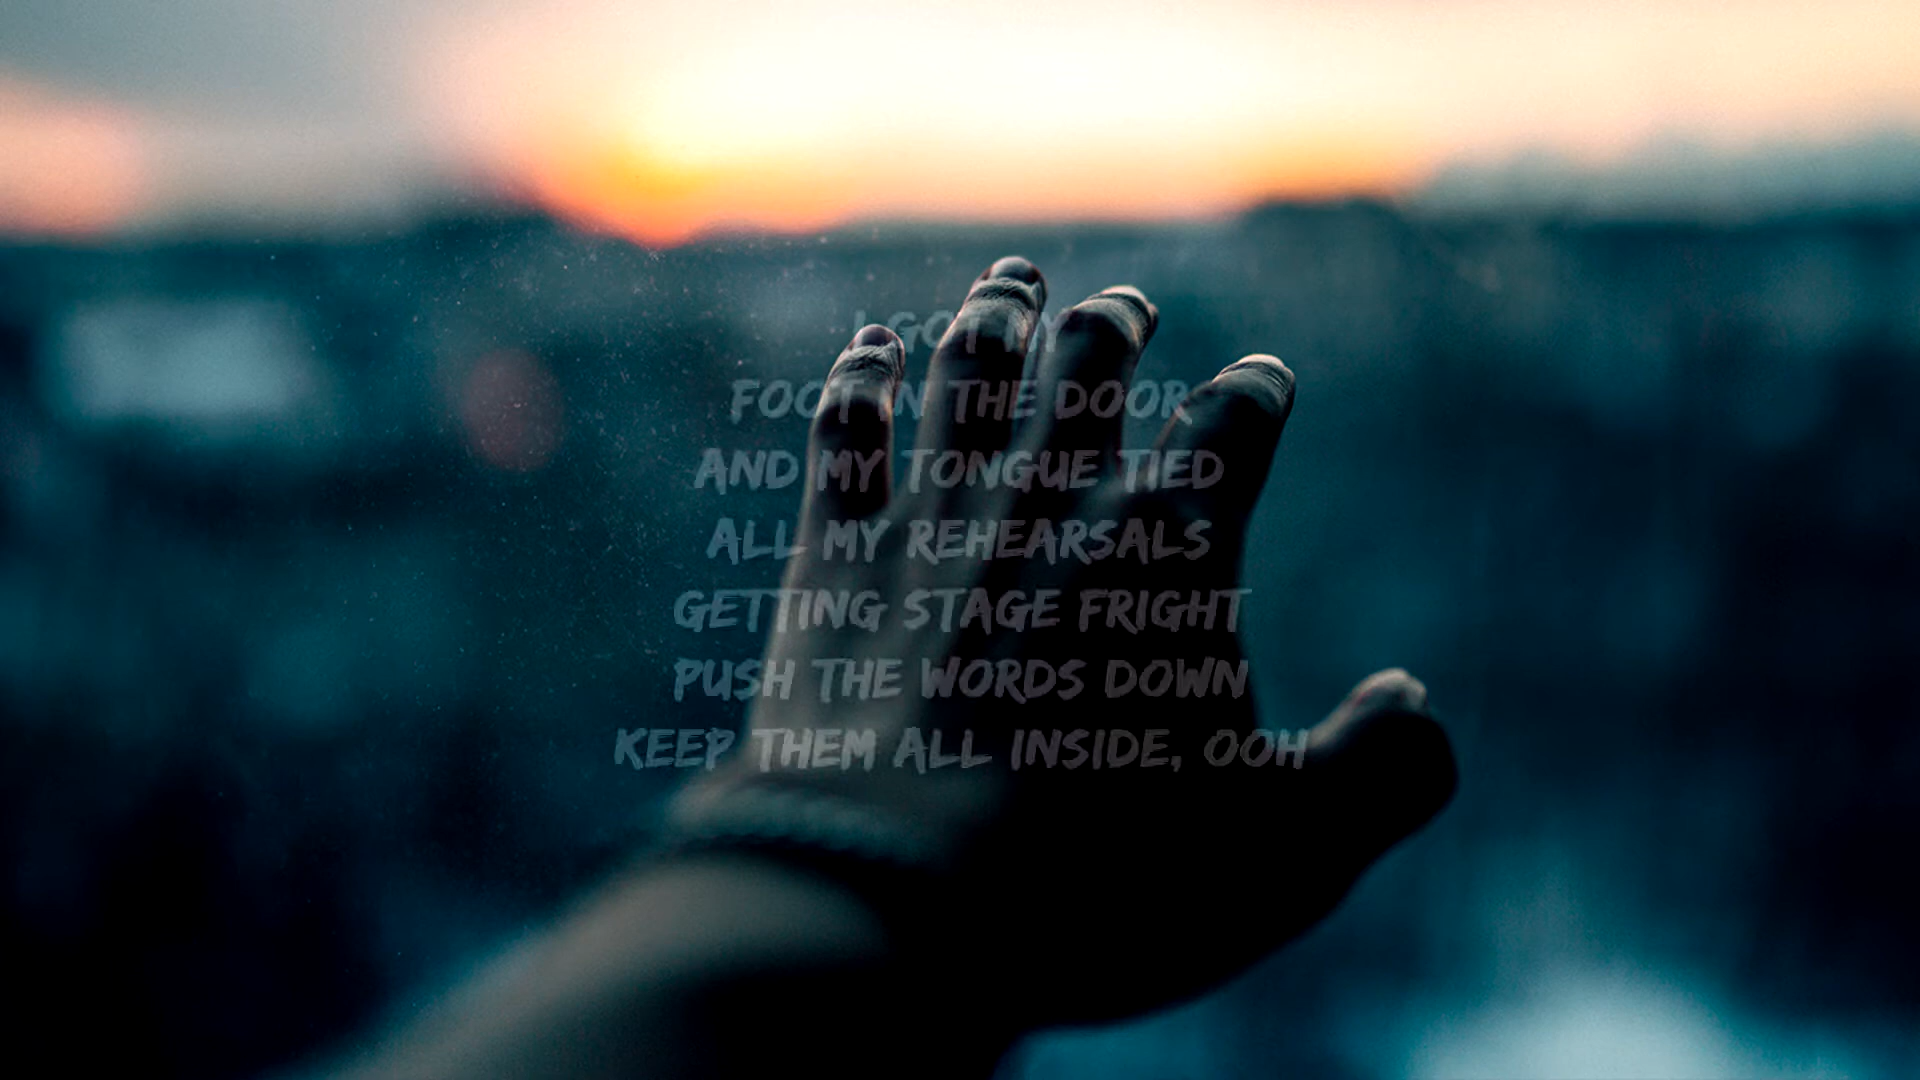 I GOT MY
FOOT IN THE DOOR
AND MY TONGUE TIED
ALL MY REHEARSALS
GETTING STAGE FRIGHT
PUSH THE WORDS DOWN
KEEP THEM ALL INSIDE, OOH